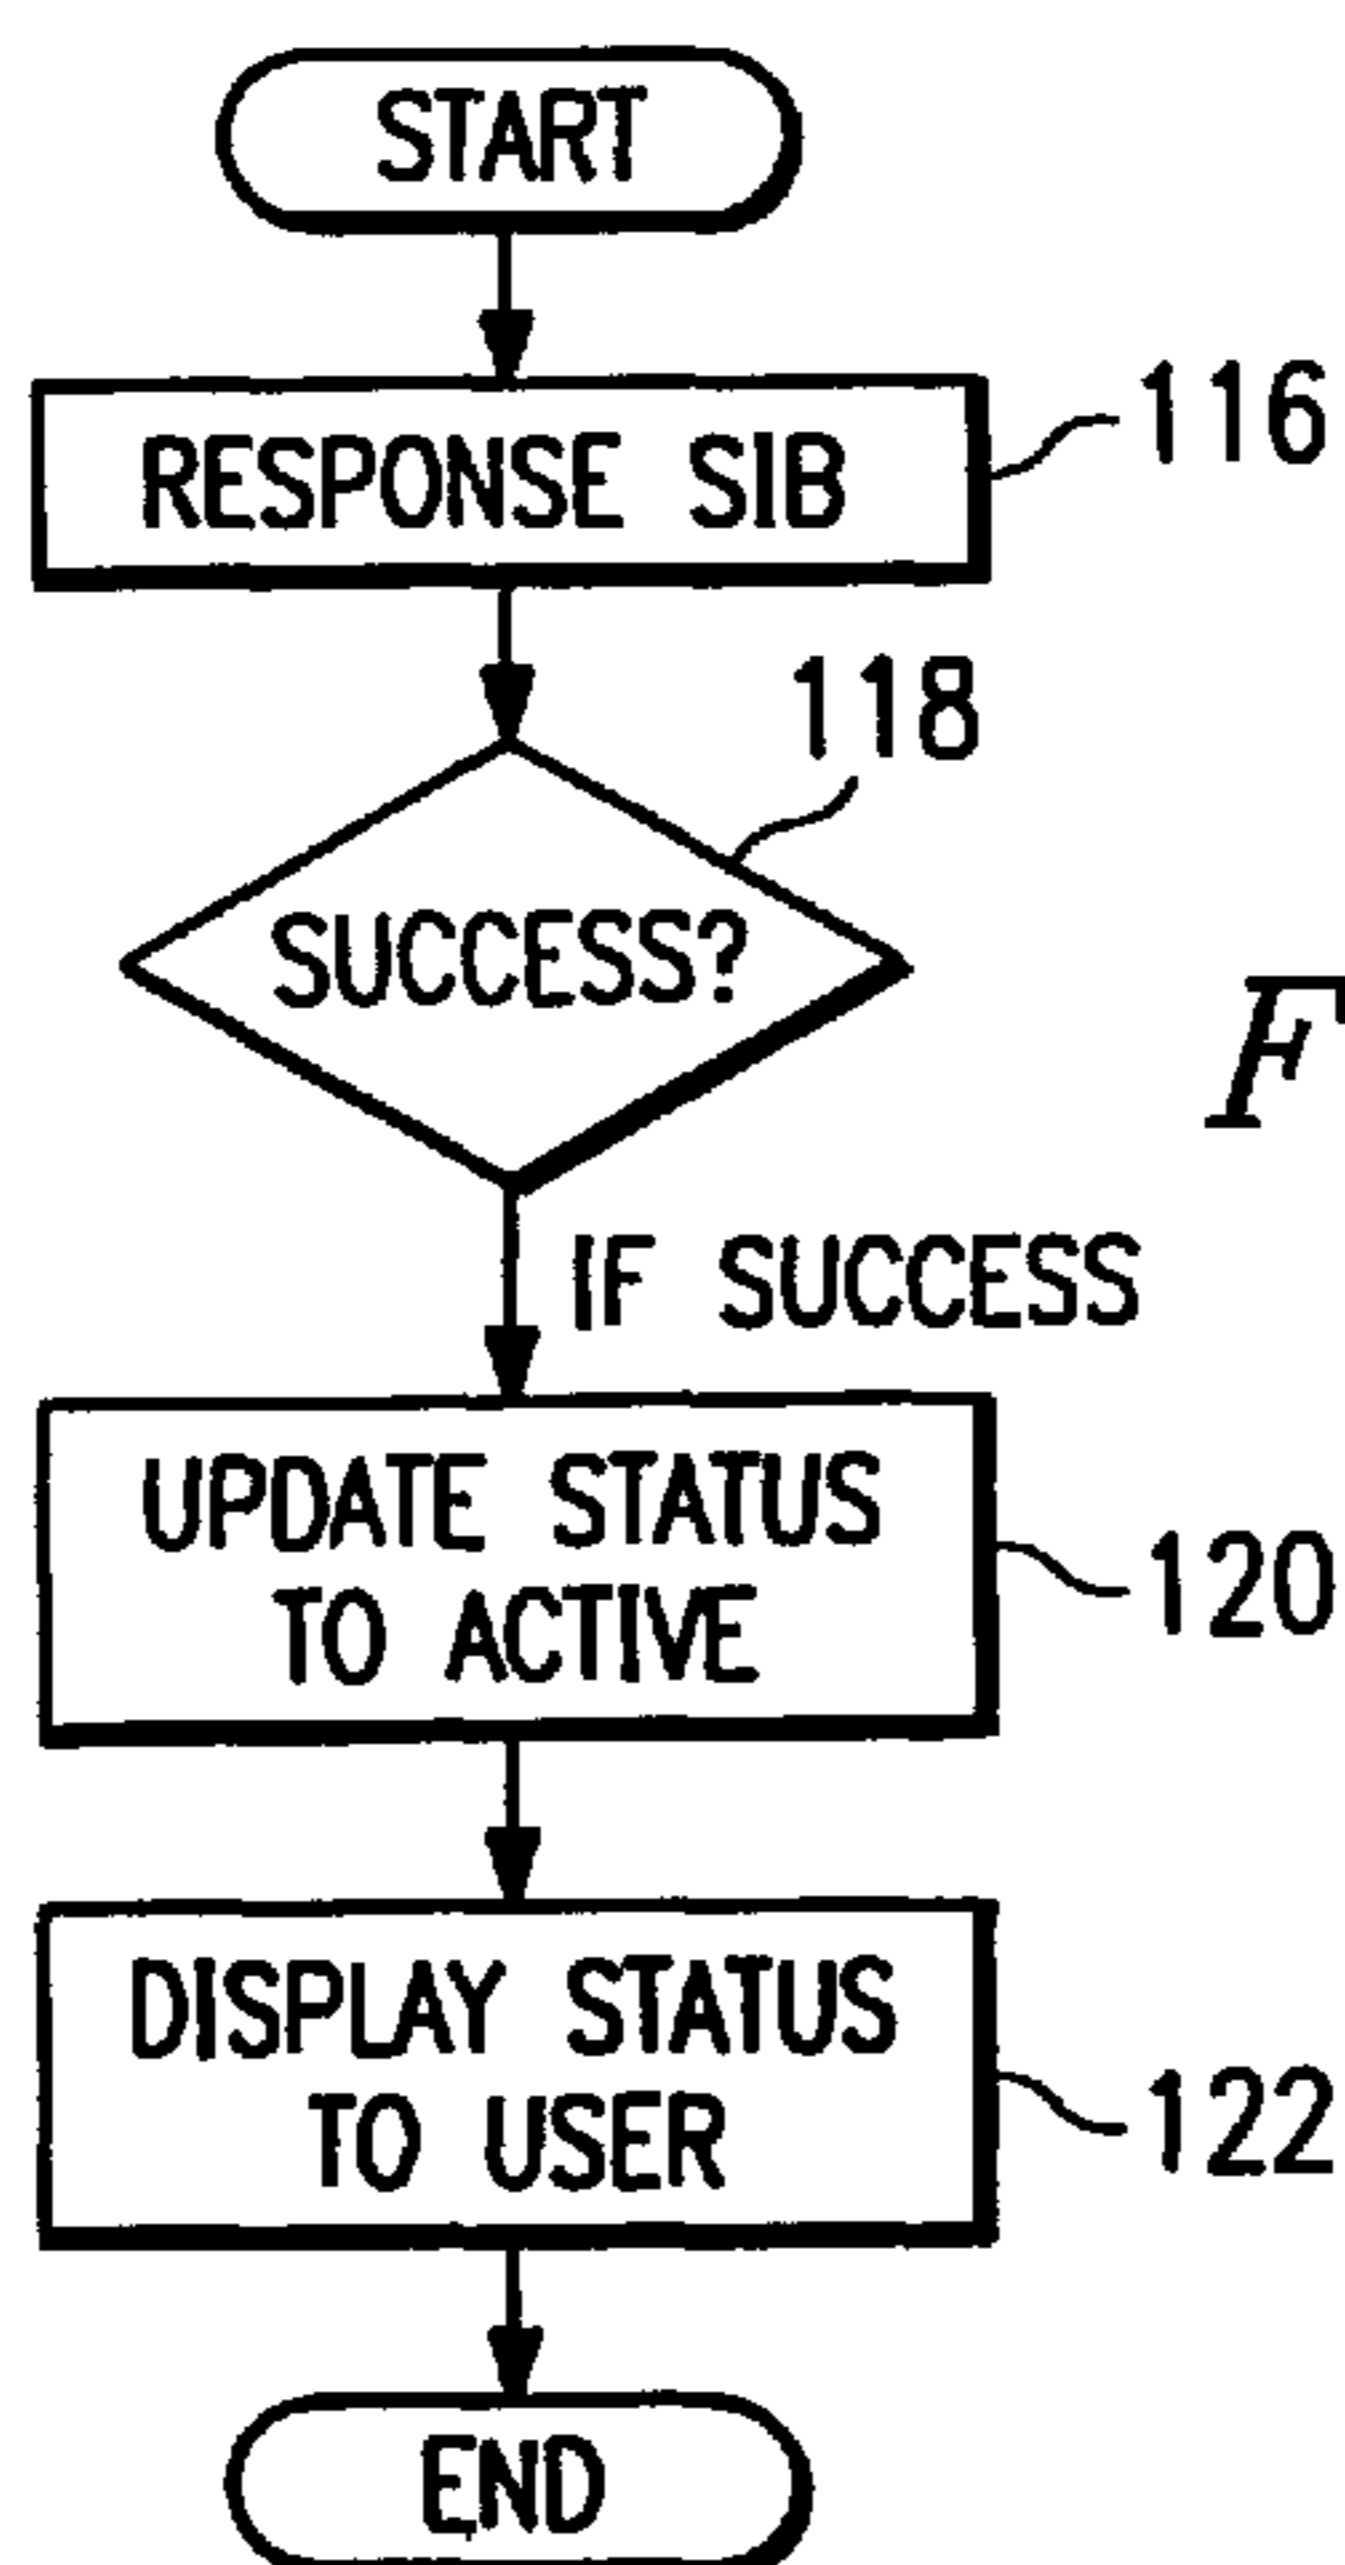 START
RESPONSE SIB
116
118
SUCCESS?
F
IF SUCCESS
UPDATE STATUS
TO ACTIVE
120
DISPLAY STATUS
TO USER
122
END